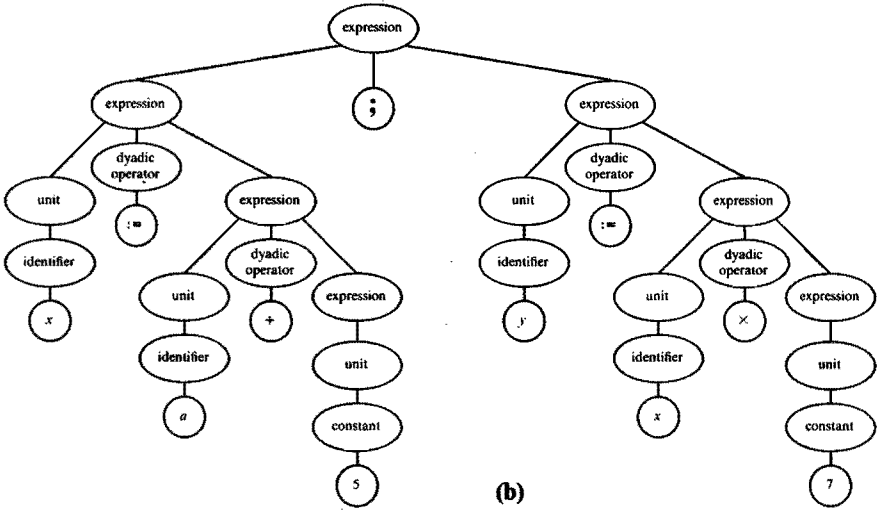 expression
expression ; expression
dyadic operator dyadic operator
unit := expression unit := expression
identifier dyadic operator identifier dyadic operator
x unit + expression y unit × expression
identifier unit identifier unit
a constant x constant
5 7
(b)